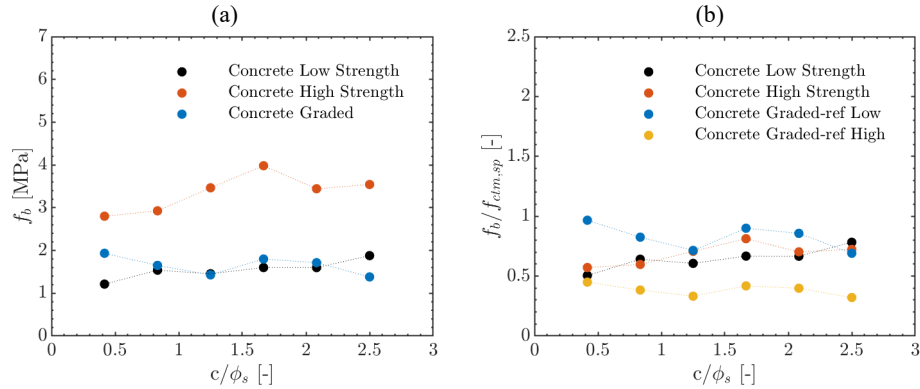 (a)
7
6
5
4
3
2
1
0
f_b [MPa]
Concrete Low Strength
Concrete High Strength
Concrete Graded
0 0.5 1 1.5 2 2.5 3
c/ϕ_s [-]
(b)
2.5
2
1.5
1
0.5
0
f_b/f_{ctm,sp} [-]
Concrete Low Strength
Concrete High Strength
Concrete Graded-ref Low
Concrete Graded-ref High
0 0.5 1 1.5 2 2.5 3
c/ϕ_s [-]